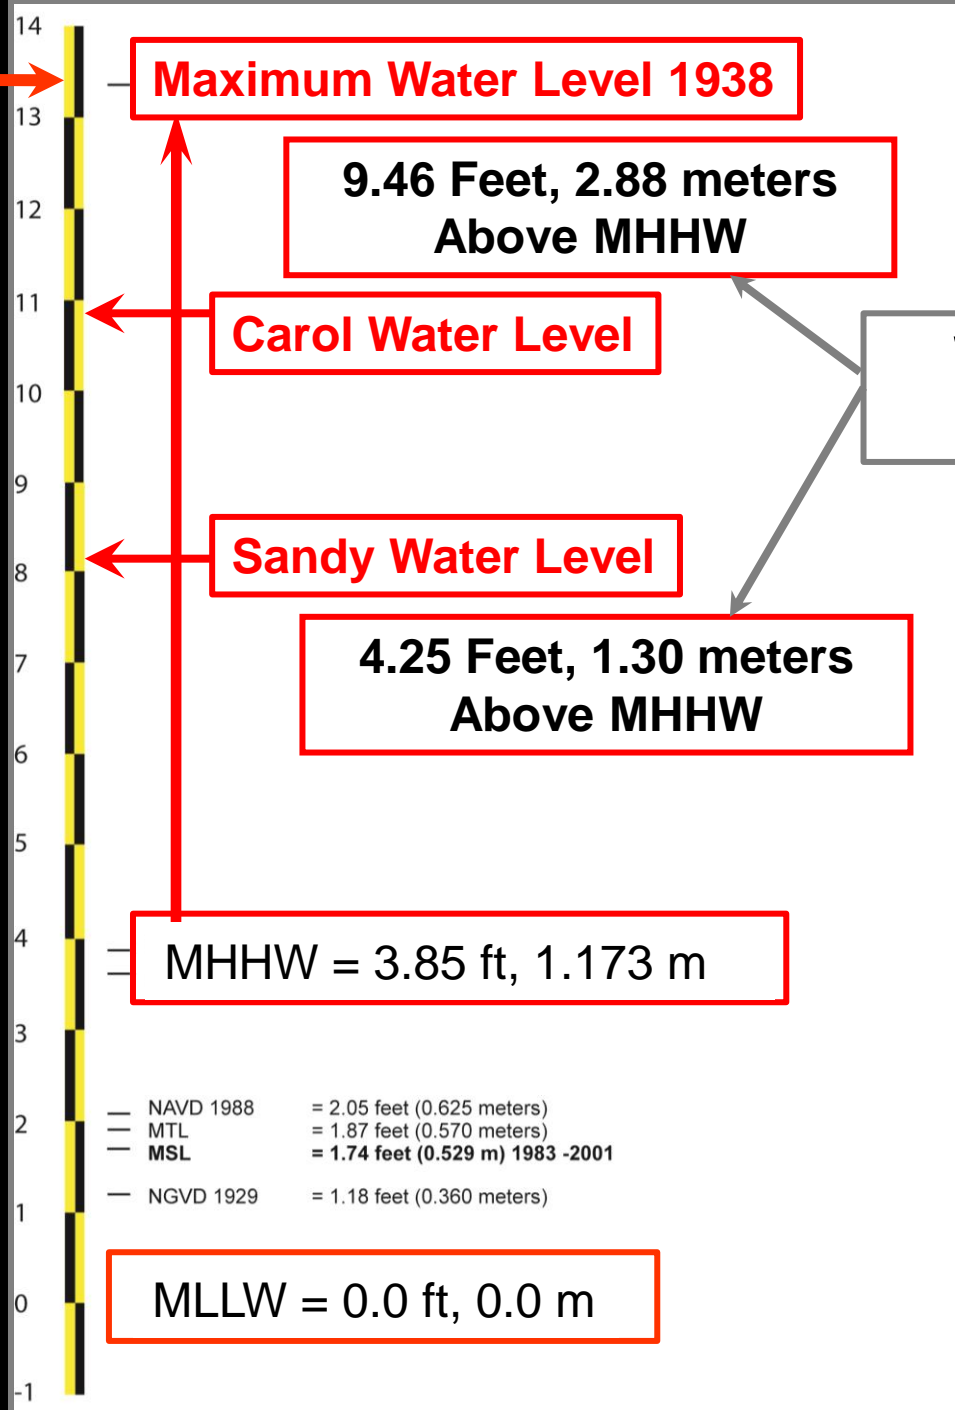 14
Maximum Water Level 1938
13
9.46 Feet, 2.88 meters
Above MHHW
12
11
Carol Water Level
10
9
Sandy Water Level
8
4.25 Feet, 1.30 meters
Above MHHW
7
6
5
4
MHHW = 3.85 ft, 1.173 m
3
NAVD 1988 = 2.05 feet (0.625 meters)
2
MTL = 1.87 feet (0.570 meters)
MSL = 1.74 feet (0.529 m) 1983 -2001
NGVD 1929 = 1.18 feet (0.360 meters)
1
MLLW = 0.0 ft, 0.0 m
0
-1